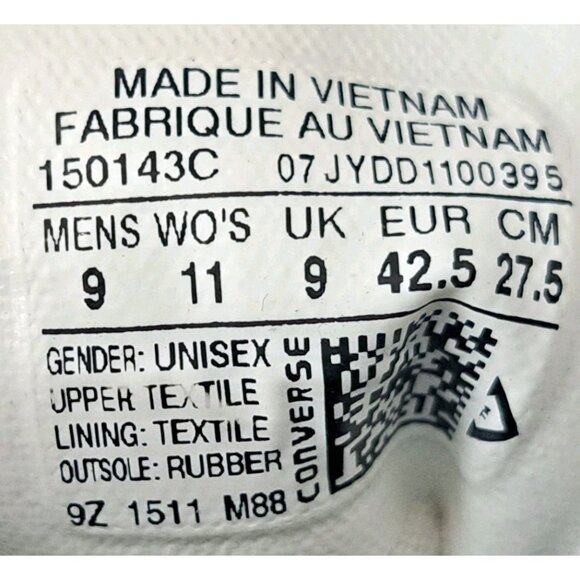 MADE IN VIETNAM
FABRIQUE AU VIETNAM
150143C 07JYDD1100395
MENS WO'S UK EUR CM
9 11 9 42.5 27.5
GENDER: UNISEX
UPPER TEXTILE
LINING: TEXTILE
OUTSOLE: RUBBER
9Z 1511 M88
CONVERSE
™